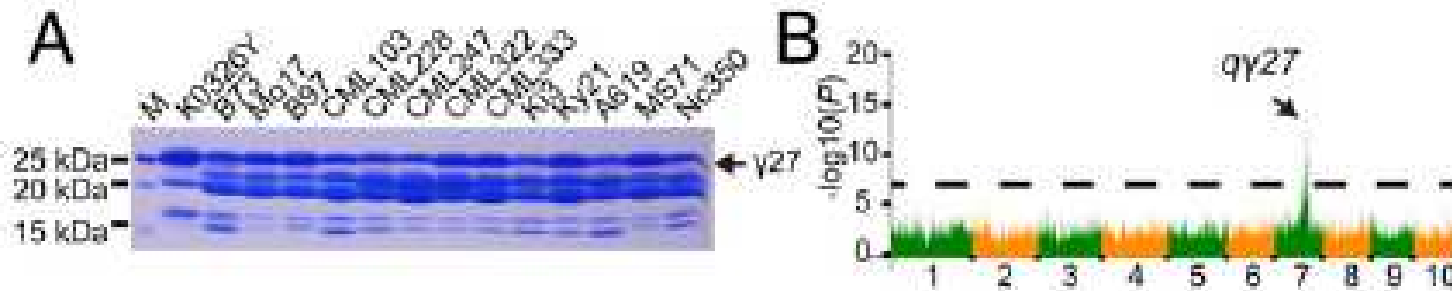 A
M K0326Y B73 Mo17 B97 CML103 CML228 CML247 CML322 CML333 Ki3 Ky21 A619 MS71 Nc350
25 kDa
20 kDa
15 kDa
γ27
B
-log10(P)
20
15
10
5
0
qγ27
1 2 3 4 5 6 7 8 9 10